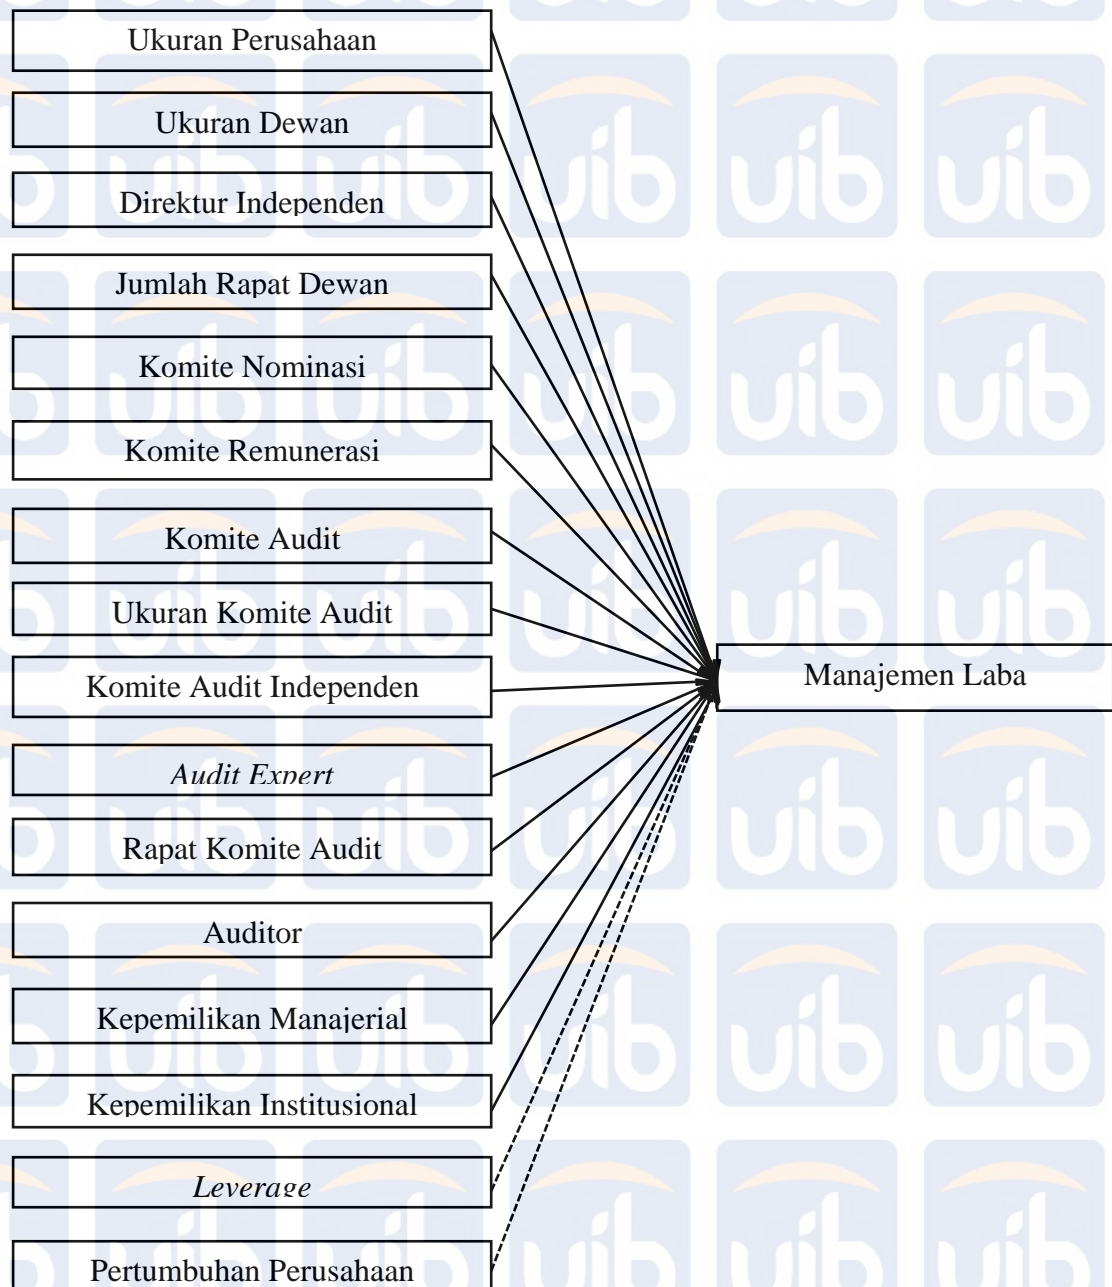 Ukuran Perusahaan
Ukuran Dewan
Direktur Independen
Jumlah Rapat Dewan
Komite Nominasi
Komite Remunerasi
Komite Audit
Ukuran Komite Audit
Komite Audit Independen
Manajemen Laba
Audit Expert
Rapat Komite Audit
Auditor
Kepemilikan Manajerial
Kepemilikan Institusional
Leverage
Pertumbuhan Perusahaan
uib